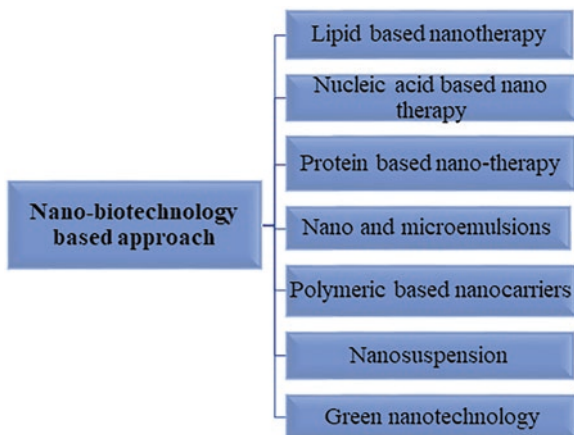 Lipid based nanotherapy
Nucleic acid based nano
therapy
Protein based nano-therapy
Nano-biotechnology
based approach
Nano and microemulsions
Polymeric based nanocarriers
Nanosuspension
Green nanotechnology